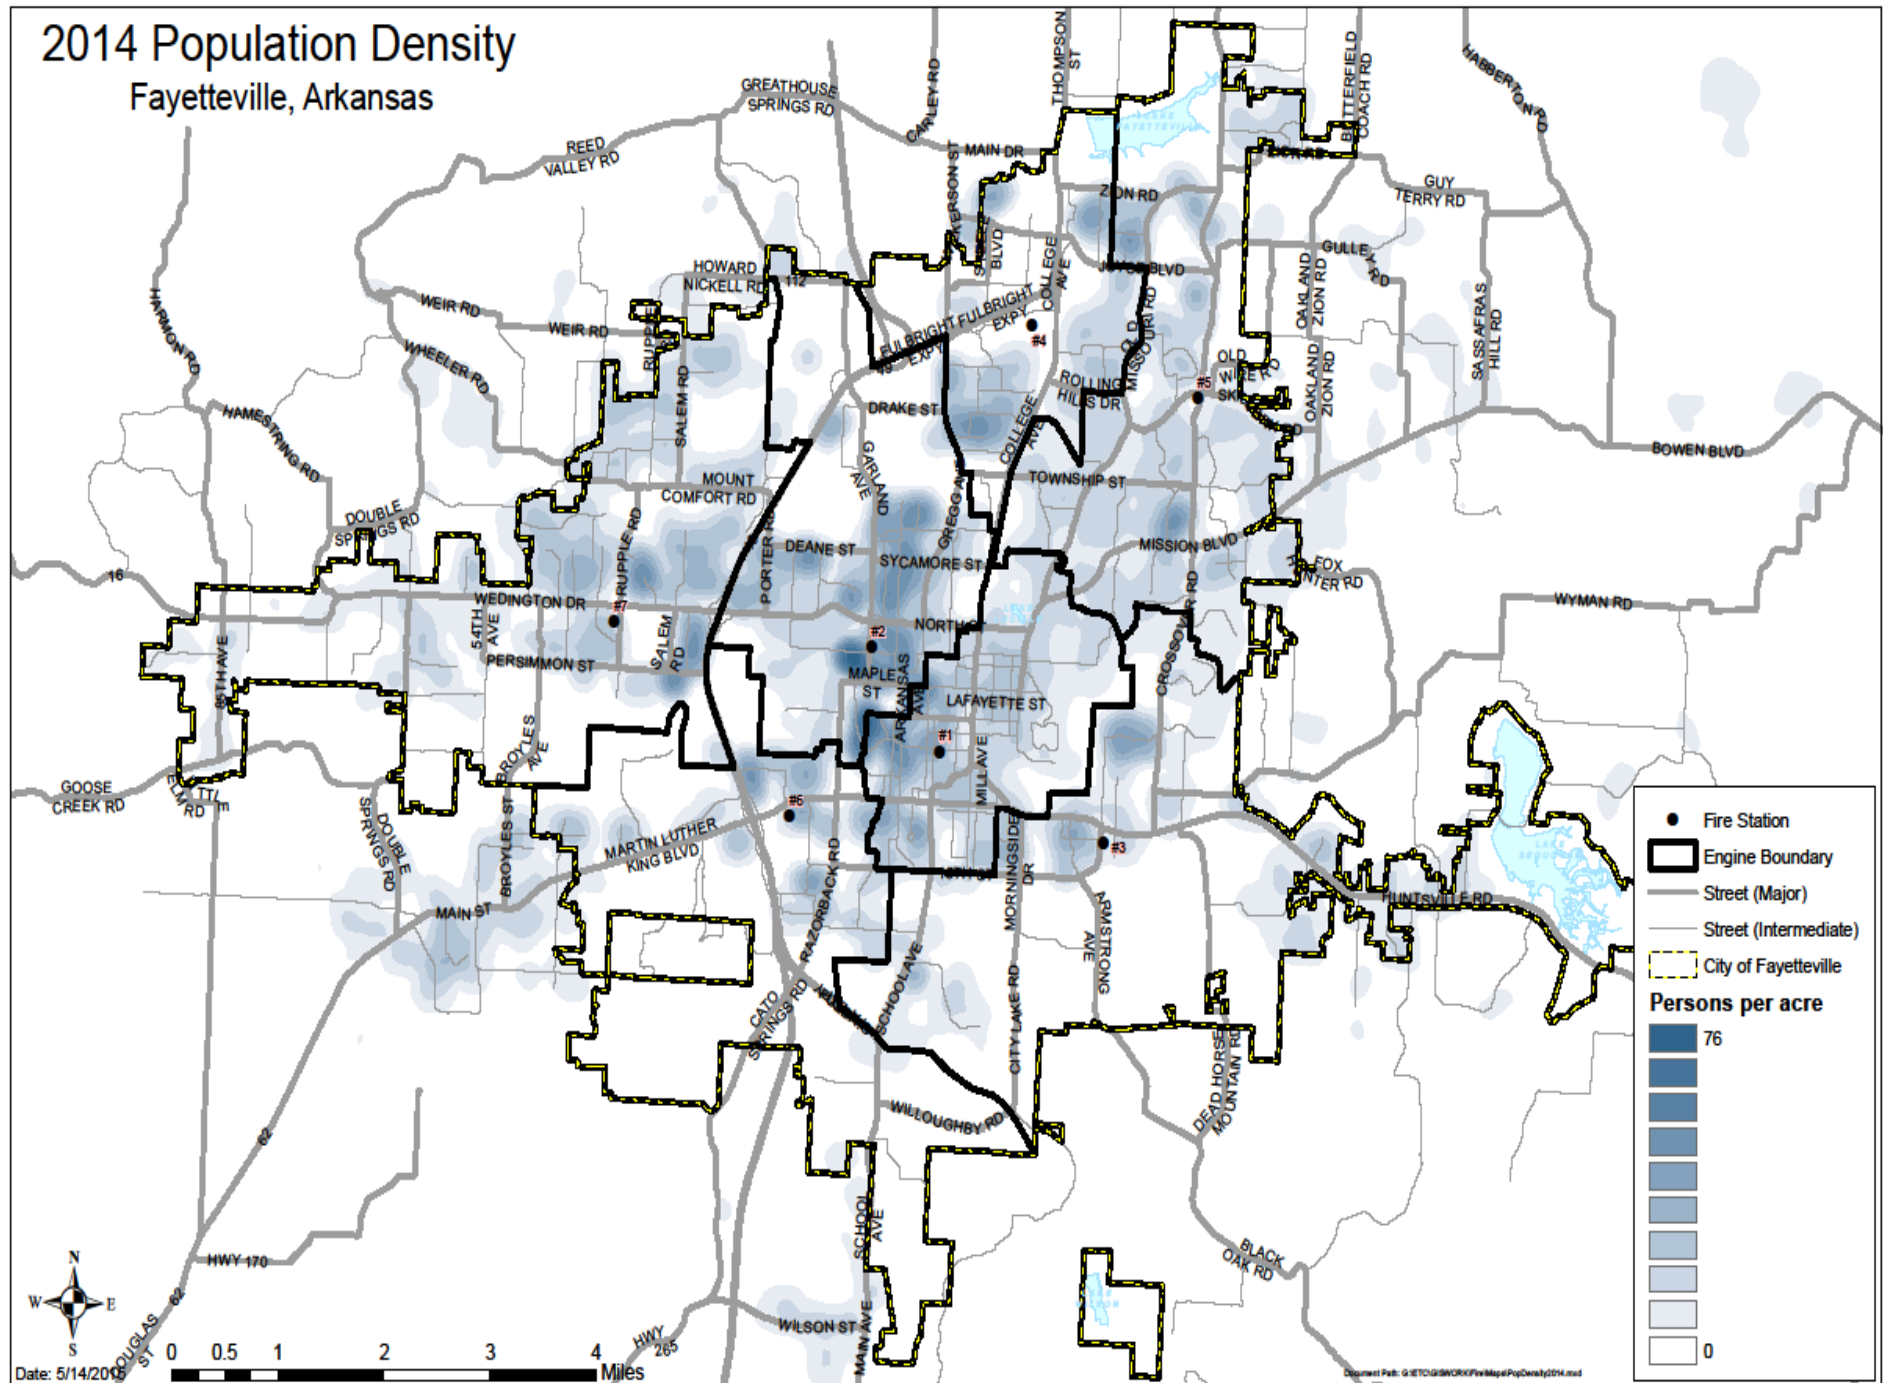 2014 Population Density
Fayetteville, Arkansas
GREATHOUSE
SPRINGS RD
CARLEY RD
THOMPSON
ST
BUTTERFIELD
COACH RD
HABBERTON RD
REED
VALLEY RD
MAIN DR
LAKE
FAYETTEVILLE
ZION RD
GUY
TERRY RD
ZION RD
STEELE
BLVD
COLLEGE
AVE
JOYCE BLVD
GULLEY
RD
HARMON RD
HOWARD
NICKELL RD
112
WEIR RD
WEIR RD
RUPPLE
WHEELER RD
FULBRIGHT
EXPY
FULBRIGHT
EXPY
#4
OLD
MISSOURI RD
OAKLAND
ZION RD
SASSAFRAS
HILL RD
OLD
WIRE RD
#5
OAKLAND
ZION RD
ROLLING
HILLS DR
SALEM RD
DRAKE ST
GARLAND
AVE
COLLEGE
AVE
HAMESTRING RD
MOUNT
COMFORT RD
TOWNSHIP ST
BOWEN BLVD
DOUBLE
SPRINGS RD
RUPPLE RD
PORTER RD
DEANE ST
SYCAMORE ST
MISSION BLVD
FOX
HUNTER RD
16
WEDINGTON DR
#7
WYMAN RD
54TH
AVE
SALEM
RD
PERSIMMON ST
#2
NORTH ST
MAPLE
ST
ARKANSAS
AVE
LAFAYETTE ST
CROSSOVER RD
#1
MILL AVE
BROYLES
AVE
GOOSE
CREEK RD
ELM RD
DOUBLE
SPRINGS RD
BROYLES ST
MARTIN LUTHER
KING BLVD
#6
RAZORBACK RD
MORNINGSIDE
DR
#3
MAIN ST
HUNTSVILLE RD
ARMSTRONG
AVE
SCHOOL AVE
CITY LAKE RD
CATO
SPRINGS RD
DEAD HORSE
MOUNTAIN RD
WILLOUGHBY RD
62
HWY 170
SCHOOL
AVE
BLACK
OAK RD
62
DOUGLAS
ST
WILSON ST
MAIN AVE
HWY
265
Fire Station
Engine Boundary
Street (Major)
Street (Intermediate)
City of Fayetteville
Persons per acre
76
0
N
W E
S
0 0.5 1 2 3 4
Miles